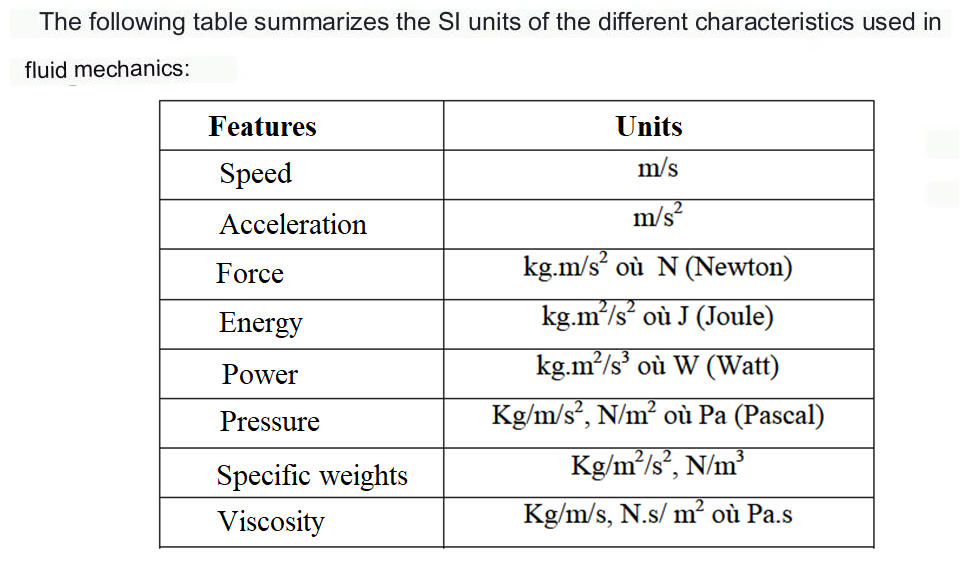 The following table summarizes the SI units of the different characteristics used in
fluid mechanics:
Features Units
Speed m/s
Acceleration m/s²
Force kg.m/s² où N (Newton)
Energy kg.m²/s² où J (Joule)
Power kg.m²/s³ où W (Watt)
Pressure Kg/m/s², N/m² où Pa (Pascal)
Specific weights Kg/m²/s², N/m³
Viscosity Kg/m/s, N.s/ m² où Pa.s